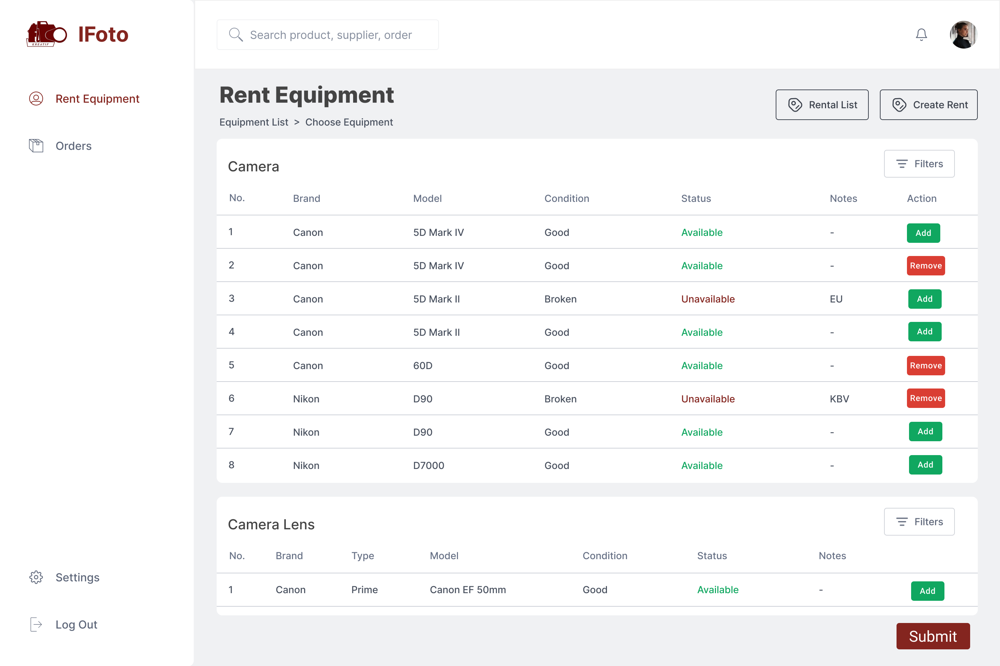 KREATIF
IFoto
Search product, supplier, order
Rent Equipment
Orders
Settings
Log Out
Rent Equipment
Equipment List > Choose Equipment
Rental List
Create Rent
Camera
Filters
No. Brand Model Condition Status Notes Action
1 Canon 5D Mark IV Good Available - Add
2 Canon 5D Mark IV Good Available - Remove
3 Canon 5D Mark II Broken Unavailable EU Add
4 Canon 5D Mark II Good Available - Add
5 Canon 60D Good Available - Remove
6 Nikon D90 Broken Unavailable KBV Remove
7 Nikon D90 Good Available - Add
8 Nikon D7000 Good Available - Add
Camera Lens
Filters
No. Brand Type Model Condition Status Notes
1 Canon Prime Canon EF 50mm Good Available - Add
Submit